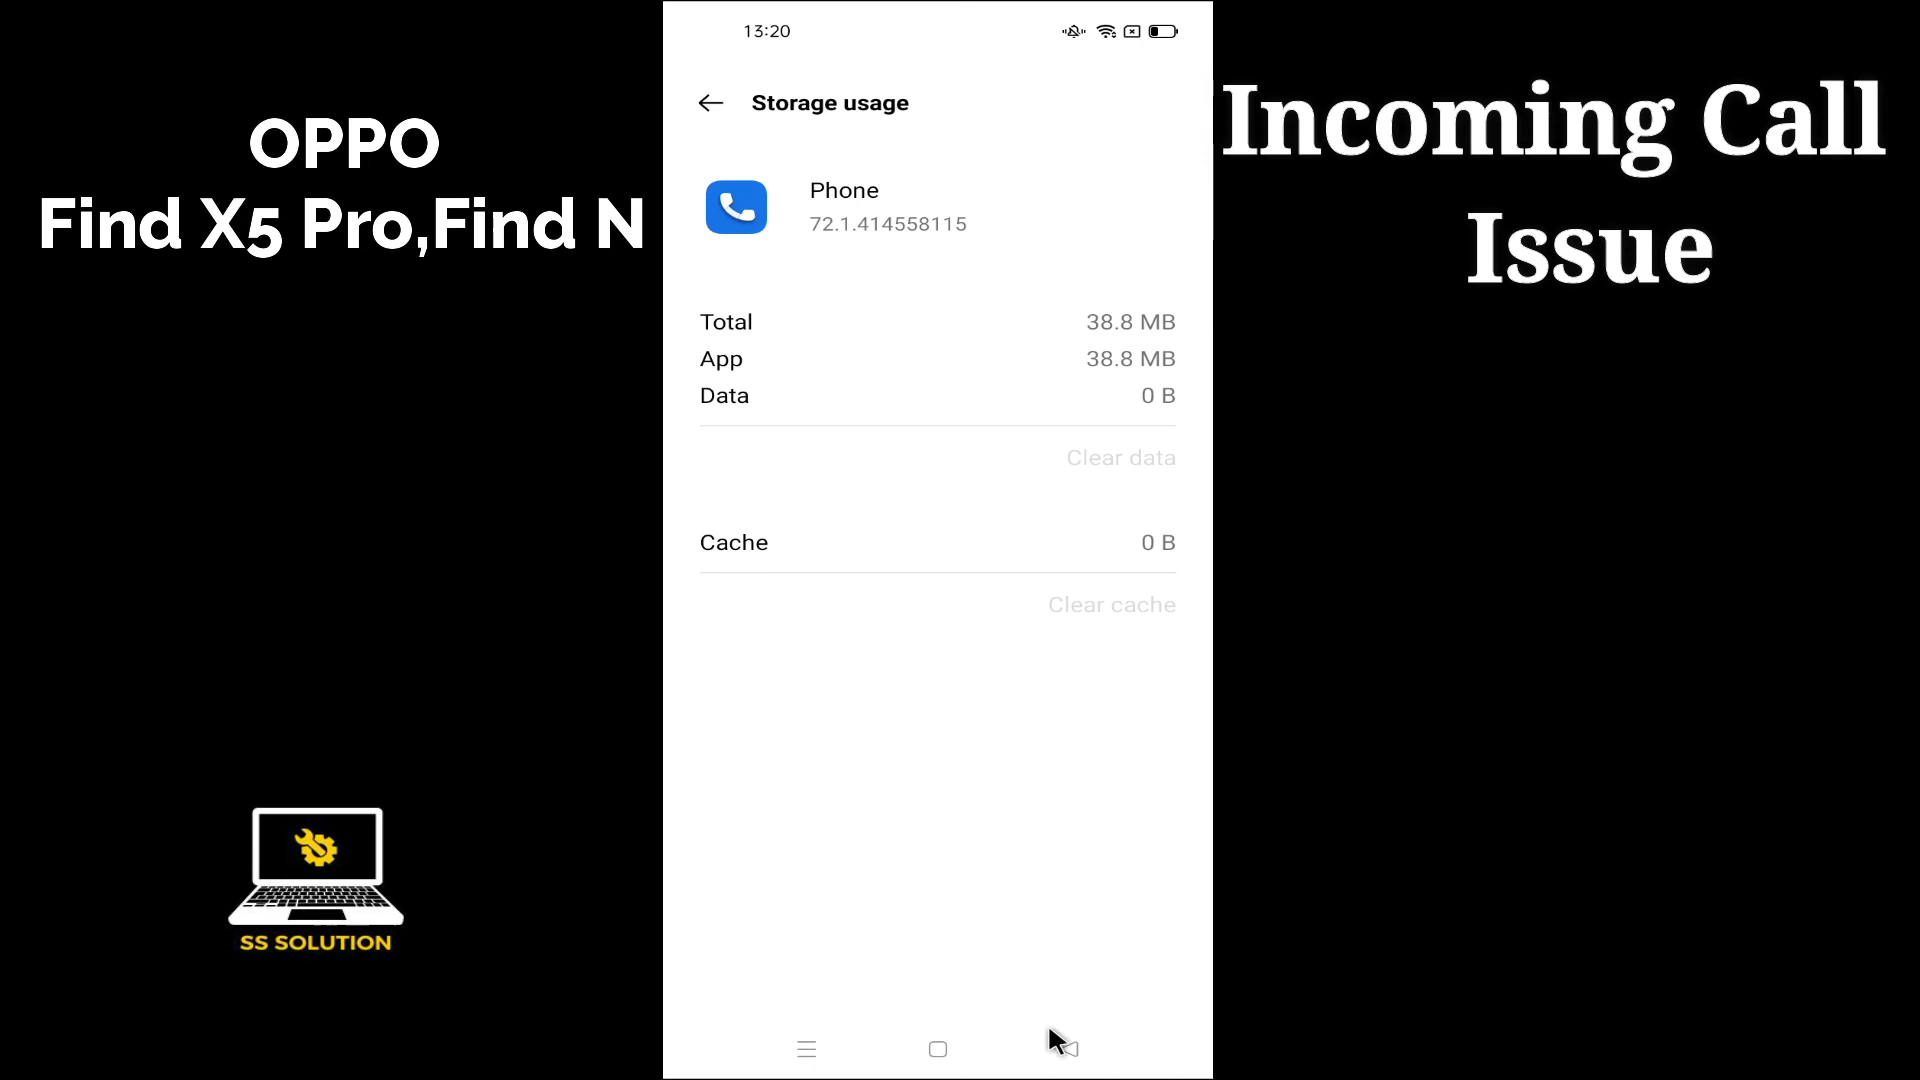 OPPO
Find X5 Pro,Find N
13:20
Storage usage
Phone
72.1.414558115
Total 38.8 MB
App 38.8 MB
Data 0 B
Clear data
Cache 0 B
Clear cache
Incoming Call
Issue
SS SOLUTION